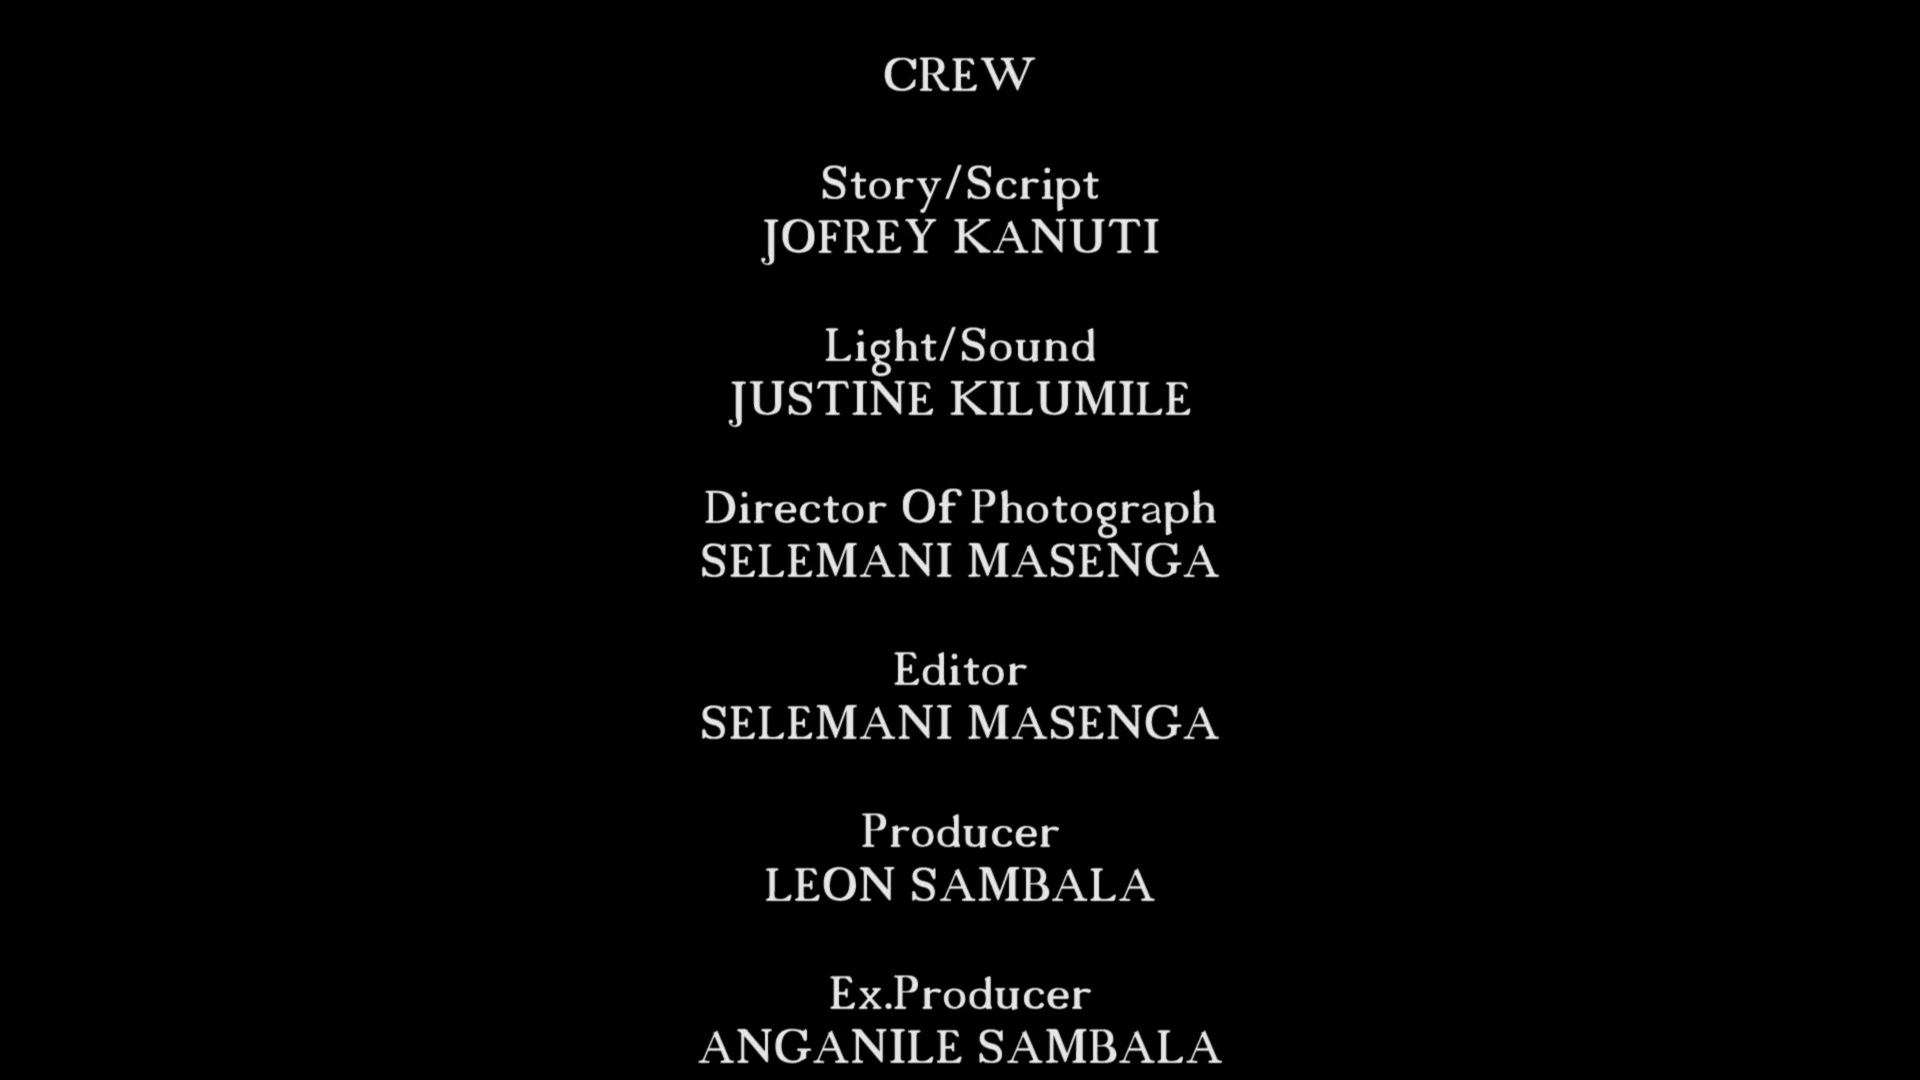 CREW
Story/Script
JOFREY KANUTI
Light/Sound
JUSTINE KILUMILE
Director Of Photograph
SELEMANI MASENGA
Editor
SELEMANI MASENGA
Producer
LEON SAMBALA
Ex.Producer
ANGANILE SAMBALA